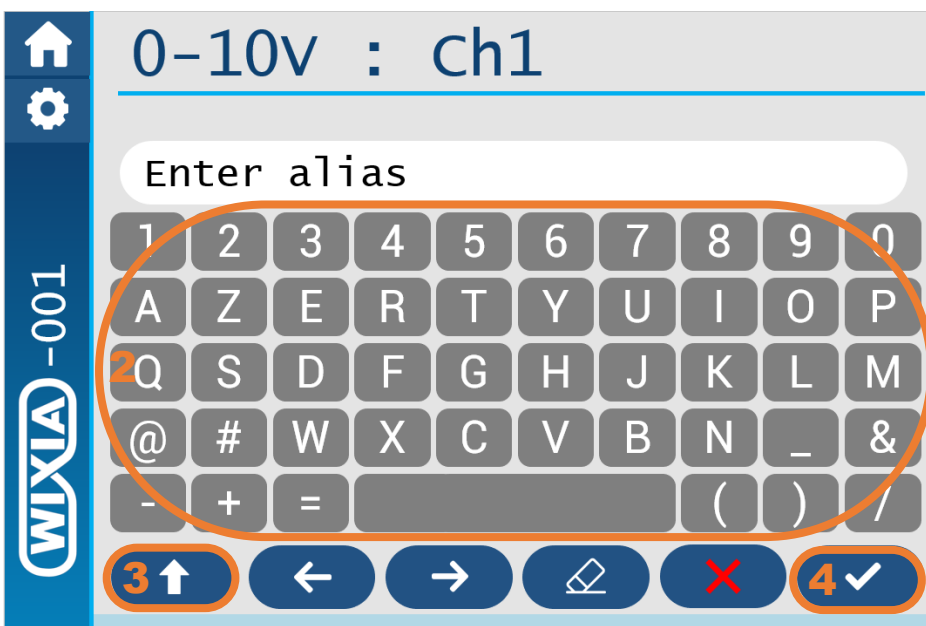 0-10V : Ch1
Enter alias
1 2 3 4 5 6 7 8 9 0
A Z E R T Y U I O P
2 Q S D F G H J K L M
@ # W X C V B N _ &
- + = ( ) /
3 4
WIXIA -001